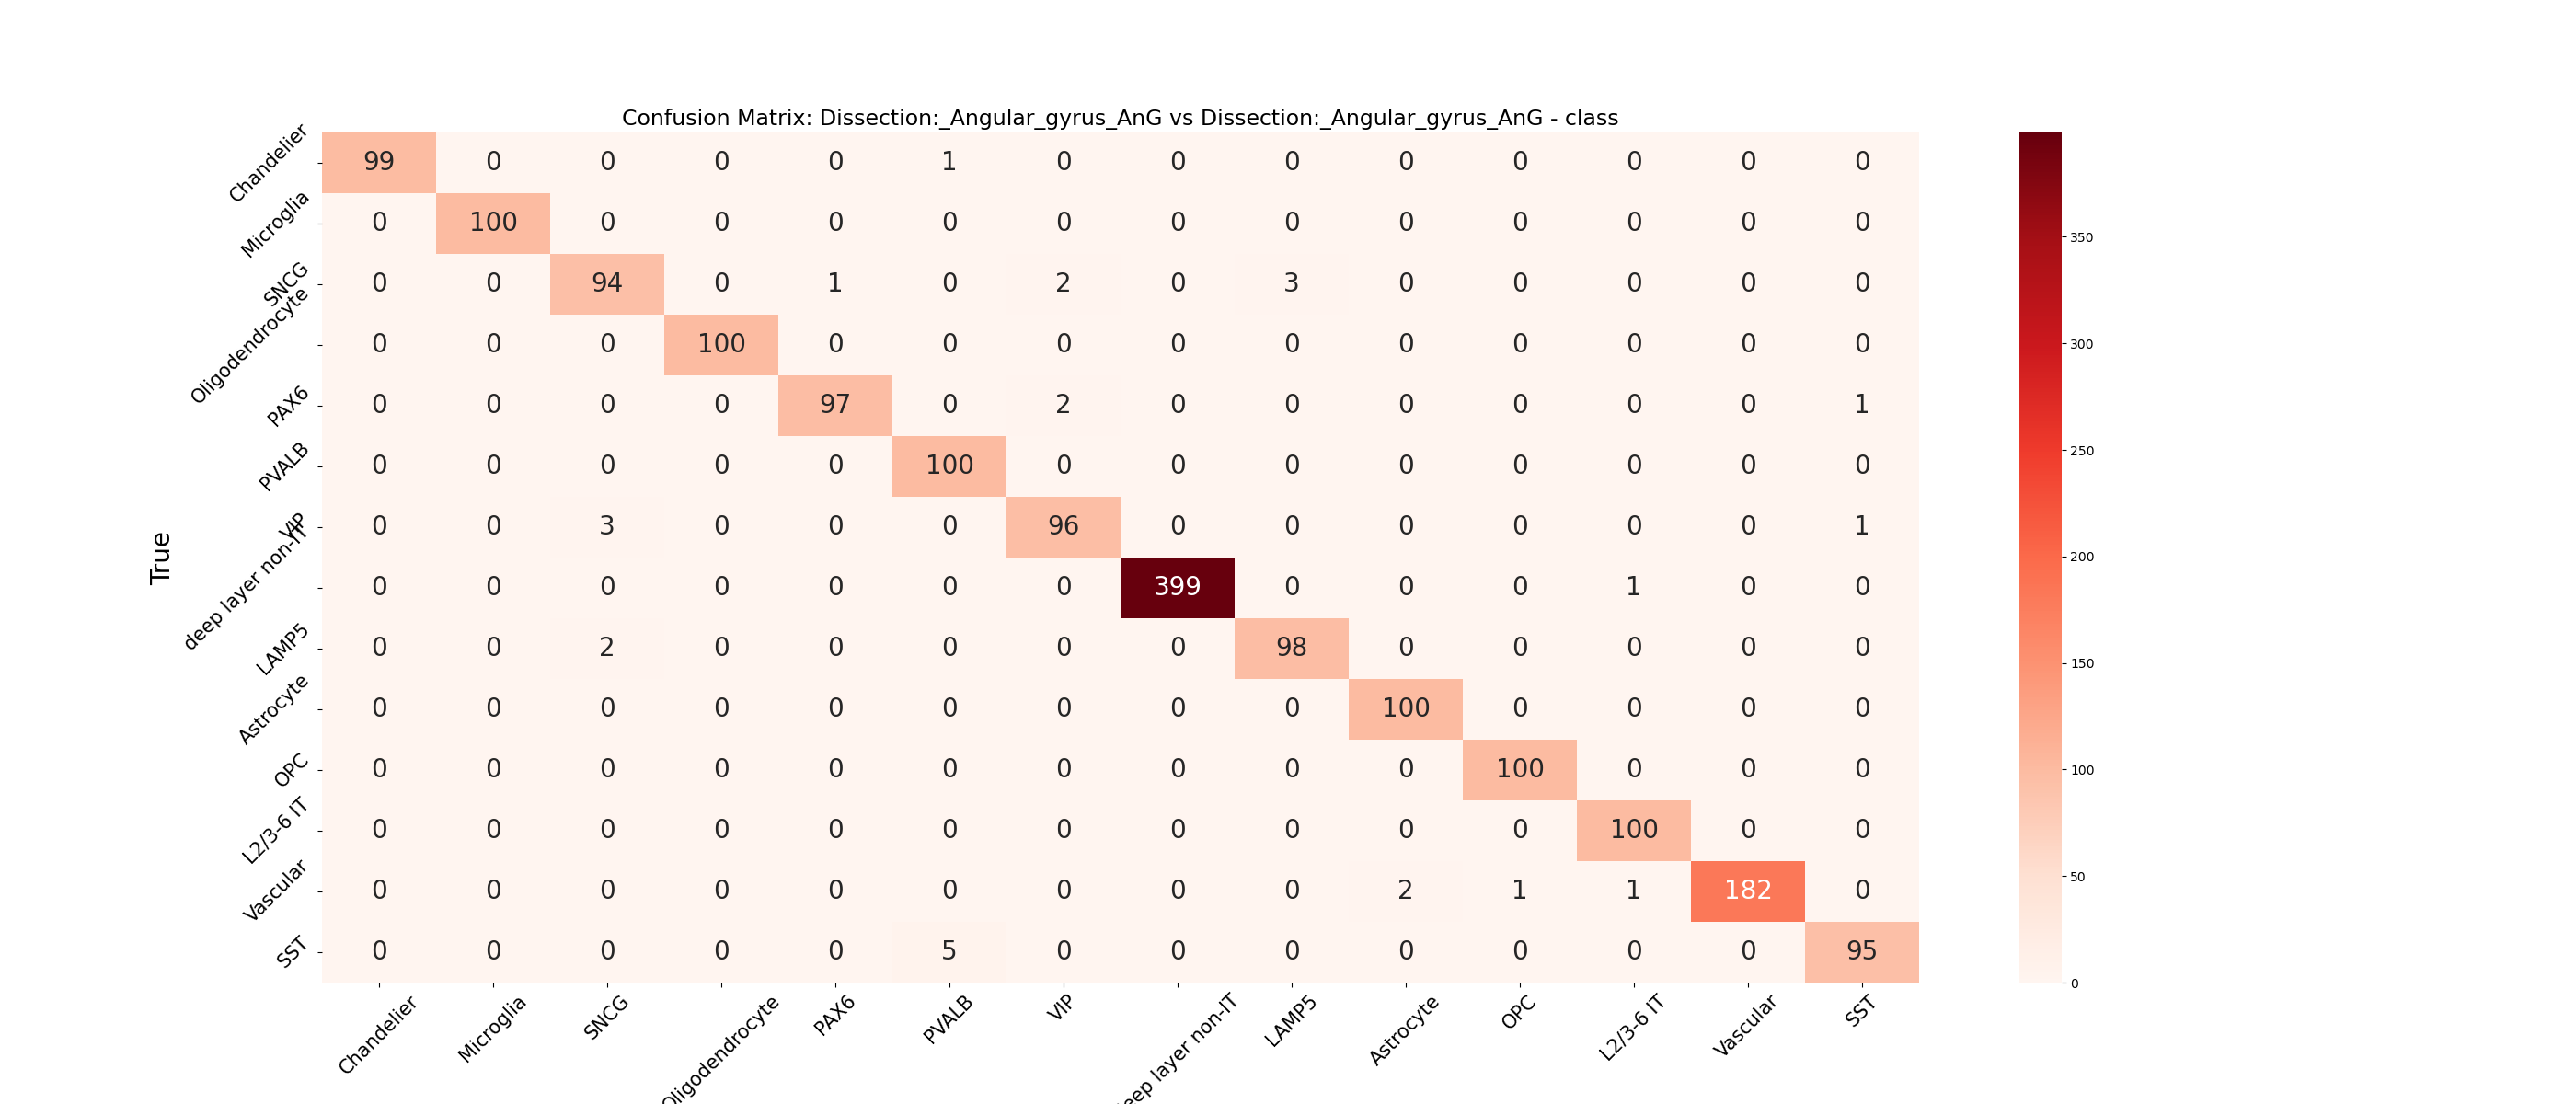 Confusion Matrix: Dissection:_Angular_gyrus_AnG vs Dissection:_Angular_gyrus_AnG - class
Chandelier 99 0 0 0 0 1 0 0 0 0 0 0 0 0
Microglia 0 100 0 0 0 0 0 0 0 0 0 0 0 0
SNCG 0 0 94 0 1 0 2 0 3 0 0 0 0 0
Oligodendrocyte 0 0 0 100 0 0 0 0 0 0 0 0 0 0
PAX6 0 0 0 0 97 0 2 0 0 0 0 0 0 1
PVALB 0 0 0 0 0 100 0 0 0 0 0 0 0 0
VIP 0 0 3 0 0 0 96 0 0 0 0 0 0 1
deep layer non-IT 0 0 0 0 0 0 0 399 0 0 0 1 0 0
LAMP5 0 0 2 0 0 0 0 0 98 0 0 0 0 0
Astrocyte 0 0 0 0 0 0 0 0 0 100 0 0 0 0
OPC 0 0 0 0 0 0 0 0 0 0 100 0 0 0
L2/3-6 IT 0 0 0 0 0 0 0 0 0 0 0 100 0 0
Vascular 0 0 0 0 0 0 0 0 0 2 1 1 182 0
SST 0 0 0 0 0 5 0 0 0 0 0 0 0 95
True
Chandelier Microglia SNCG Oligodendrocyte PAX6 PVALB VIP eep layer non-IT LAMP5 Astrocyte OPC L2/3-6 IT Vascular SST
350
300
250
200
150
100
50
0